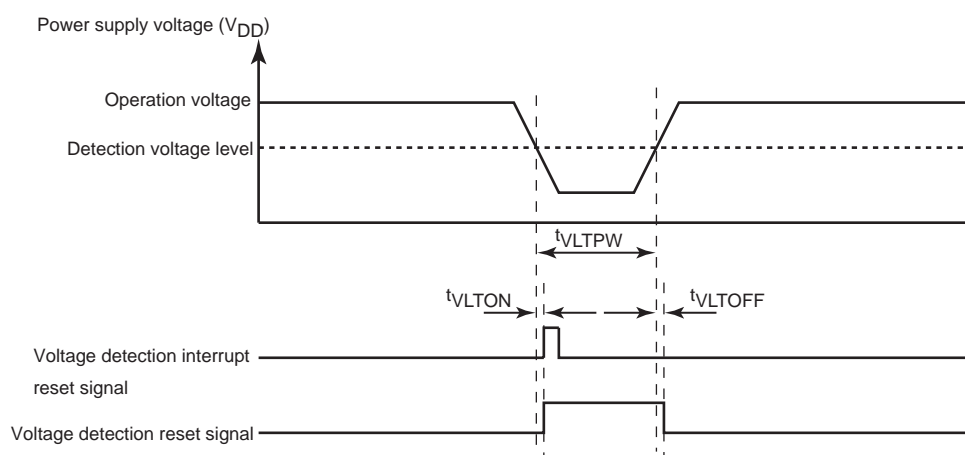 Power supply voltage (VDD)
Operation voltage
Detection voltage level
tVLTPW
tVLTON
tVLTOFF
Voltage detection interrupt
reset signal
Voltage detection reset signal